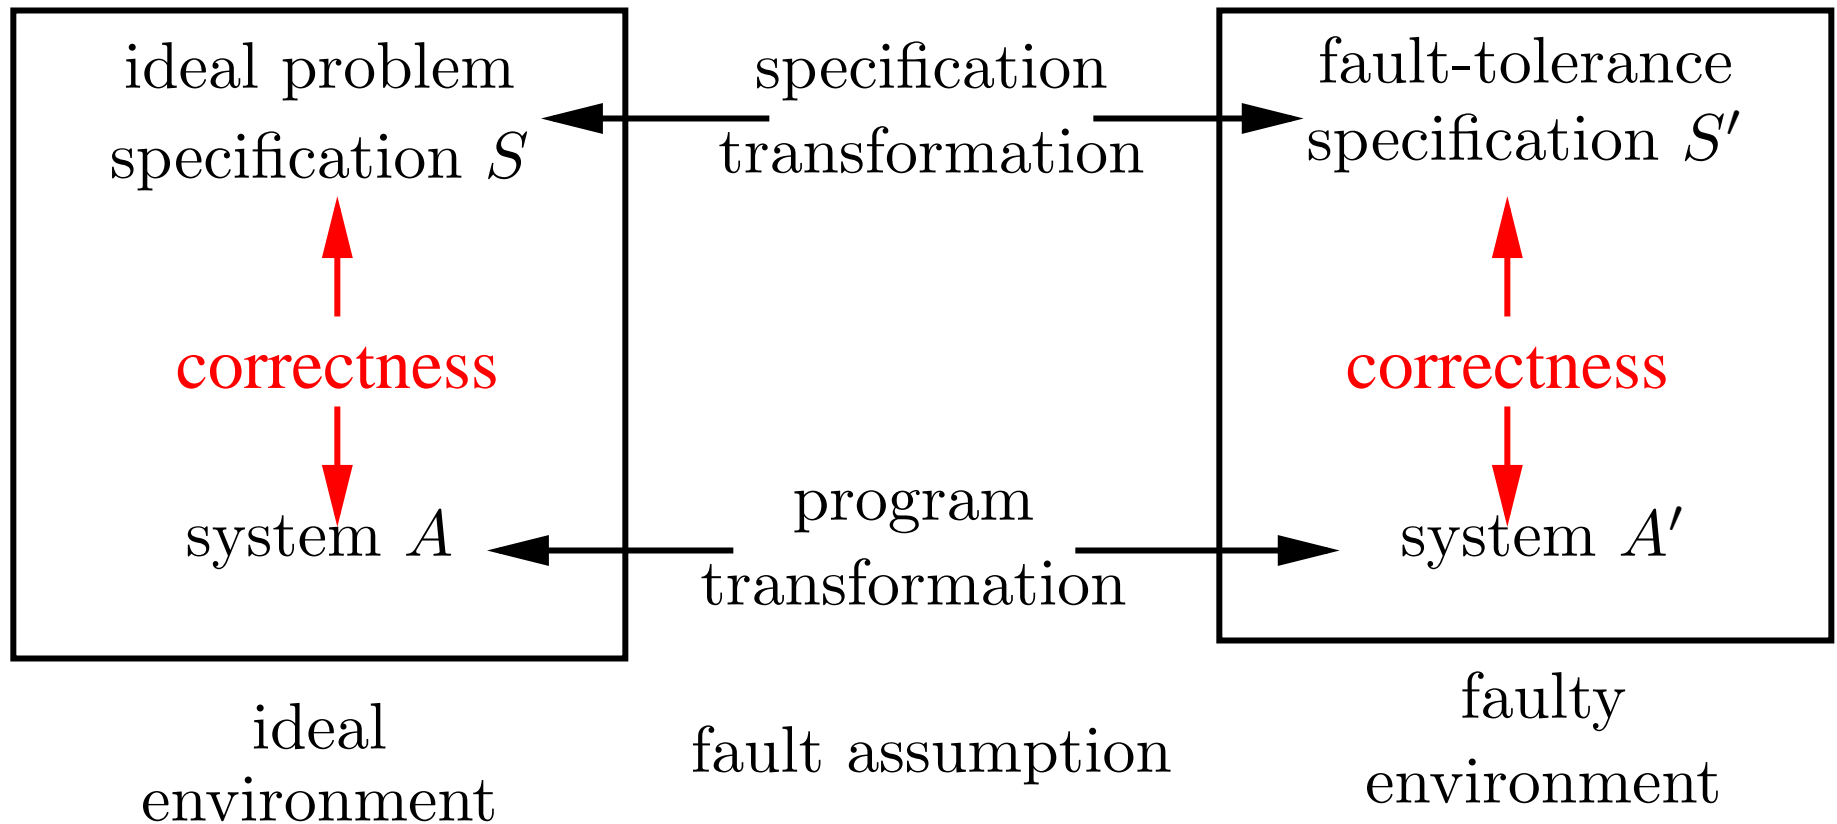 ideal problem
specification S
correctness
system A
ideal
environment
specification
transformation
program
transformation
fault assumption
fault-tolerance
specification S′
correctness
system A′
faulty
environment